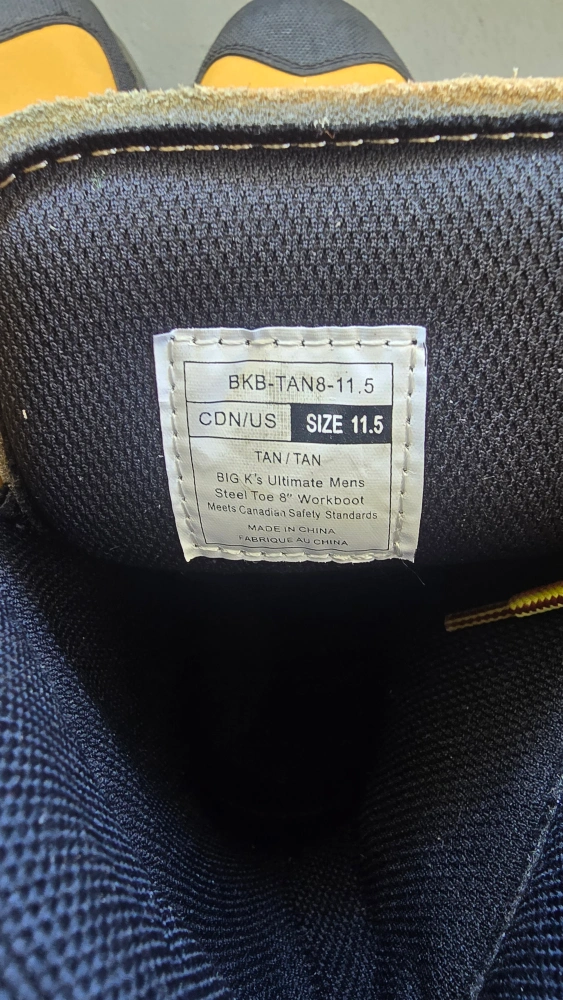 BKB-TAN8-11.5
CDN/US SIZE 11.5
TAN / TAN
BIG K's Ultimate Mens
Steel Toe 8" Workboot
Meets Canadian Safety Standards
MADE IN CHINA
FABRIQUE AU CHINA